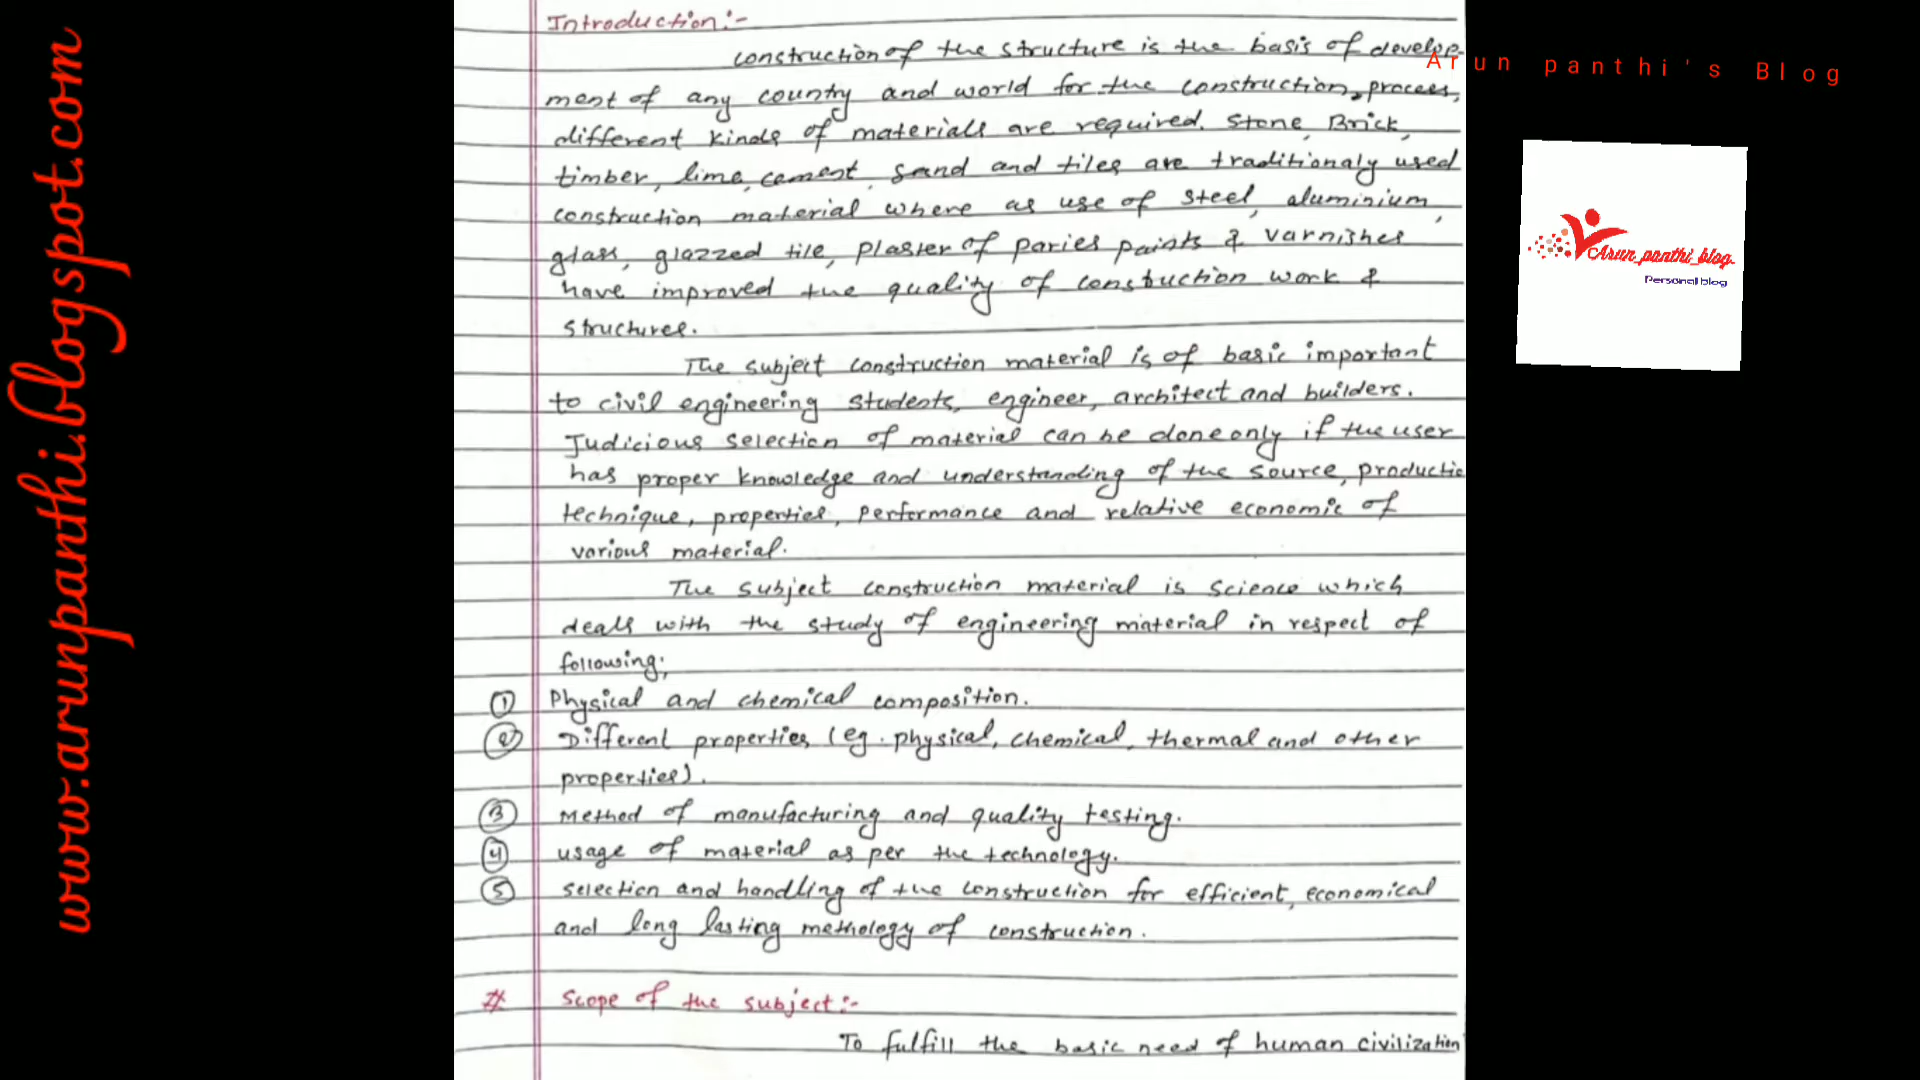 Introduction:-
construction of the structure is the basis of develop-
ment of any country and world for the construction, process,
different kinds of materials are required. Stone, Brick,
timber, lime, cement, sand and tiles are traditionaly used
construction material where as use of steel, aluminium,
glass, glazzed tile, plaster of paries paints & varnishes
have improved the quality of constuction work &
structures.
The subject construction material is of basic important
to civil engineering students, engineer, architect and builders.
Judicious selection of material can be done only if the user
has proper knowledge and understanding of the source, productio
technique, properties, performance and relative economic of
various material.
The subject construction material is science which
deals with the study of engineering material in respect of
following;
① Physical and chemical composition.
② Different properties (eg. physical, chemical, thermal and other
properties).
③ Method of manufacturing and quality testing.
④ usage of material as per the technology.
⑤ selection and handling of the construction for efficient, economical
and long lasting methology of construction.
# Scope of the subject:-
To fulfill the basic need of human civilization
www.arunpanthi.blogspot.com
Arun panthi's Blog
Arun_panthi_blog.
Personal blog